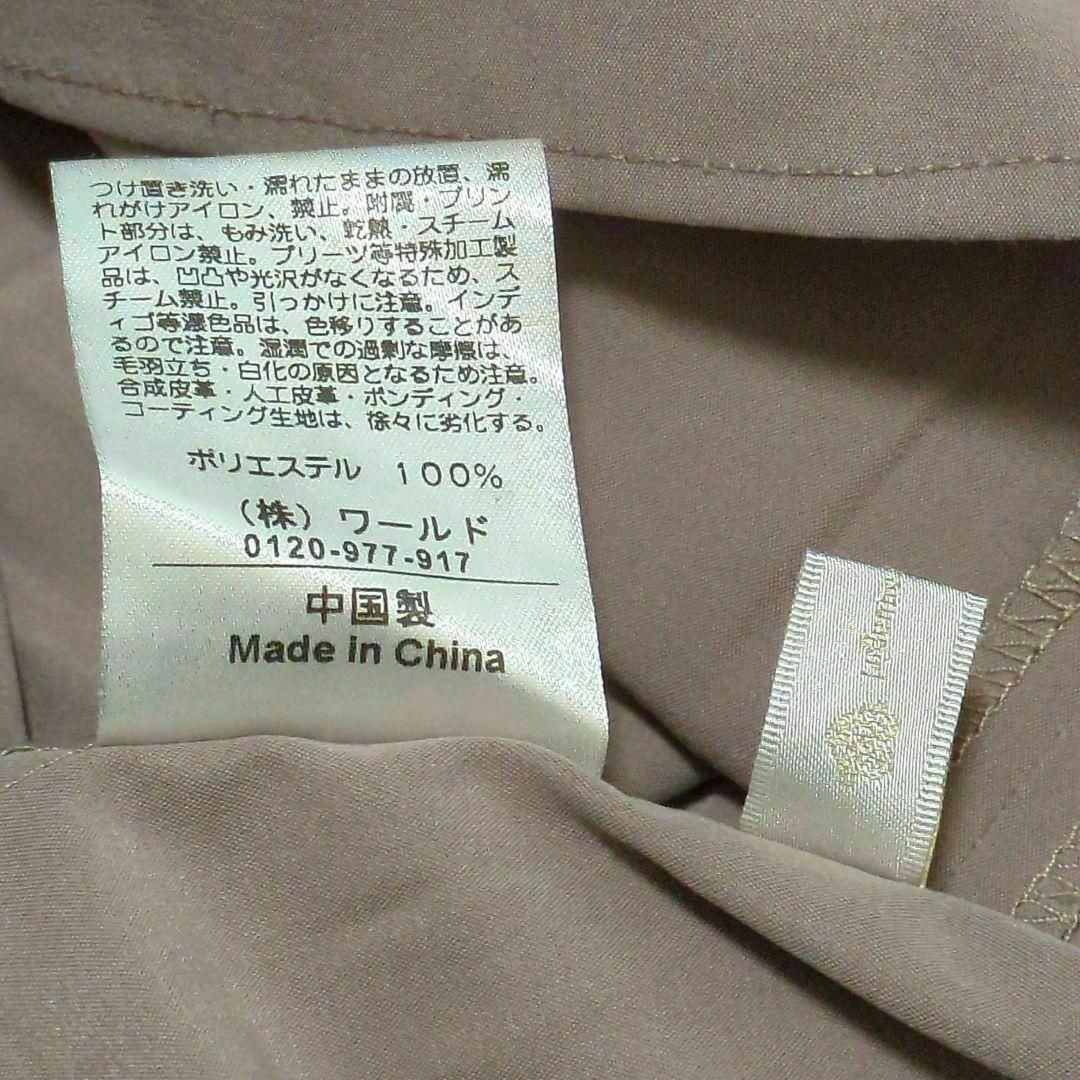 つけ置き洗い・濡れたままの放置、濡
れがけアイロン、禁止。附属・プリン
ト部分は、もみ洗い、乾熱・スチーム
アイロン禁止。プリーツ等特殊加工製
品は、凹凸や光沢がなくなるため、ス
チーム禁止。引っかけに注意。インデ
ィゴ等濃色品は、色移りすることがあ
るので注意。湿潤での過剰な摩擦は、
毛羽立ち・白化の原因となるため注意。
合成皮革・人工皮革・ボンディング・
コーティング生地は、徐々に劣化する。
ポリエステル 100%
(株) ワールド
0120-977-917
中国製
Made in China